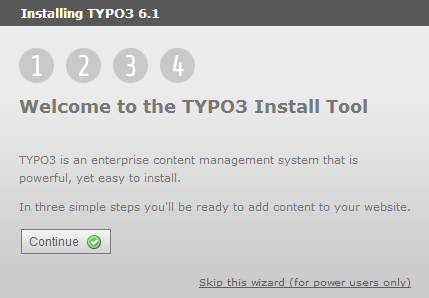 Installing TYPO3 6.1
1 2 3 4
Welcome to the TYPO3 Install Tool
TYPO3 is an enterprise content management system that is
powerful, yet easy to install.
In three simple steps you'll be ready to add content to your website.
Continue
Skip this wizard (for power users only)